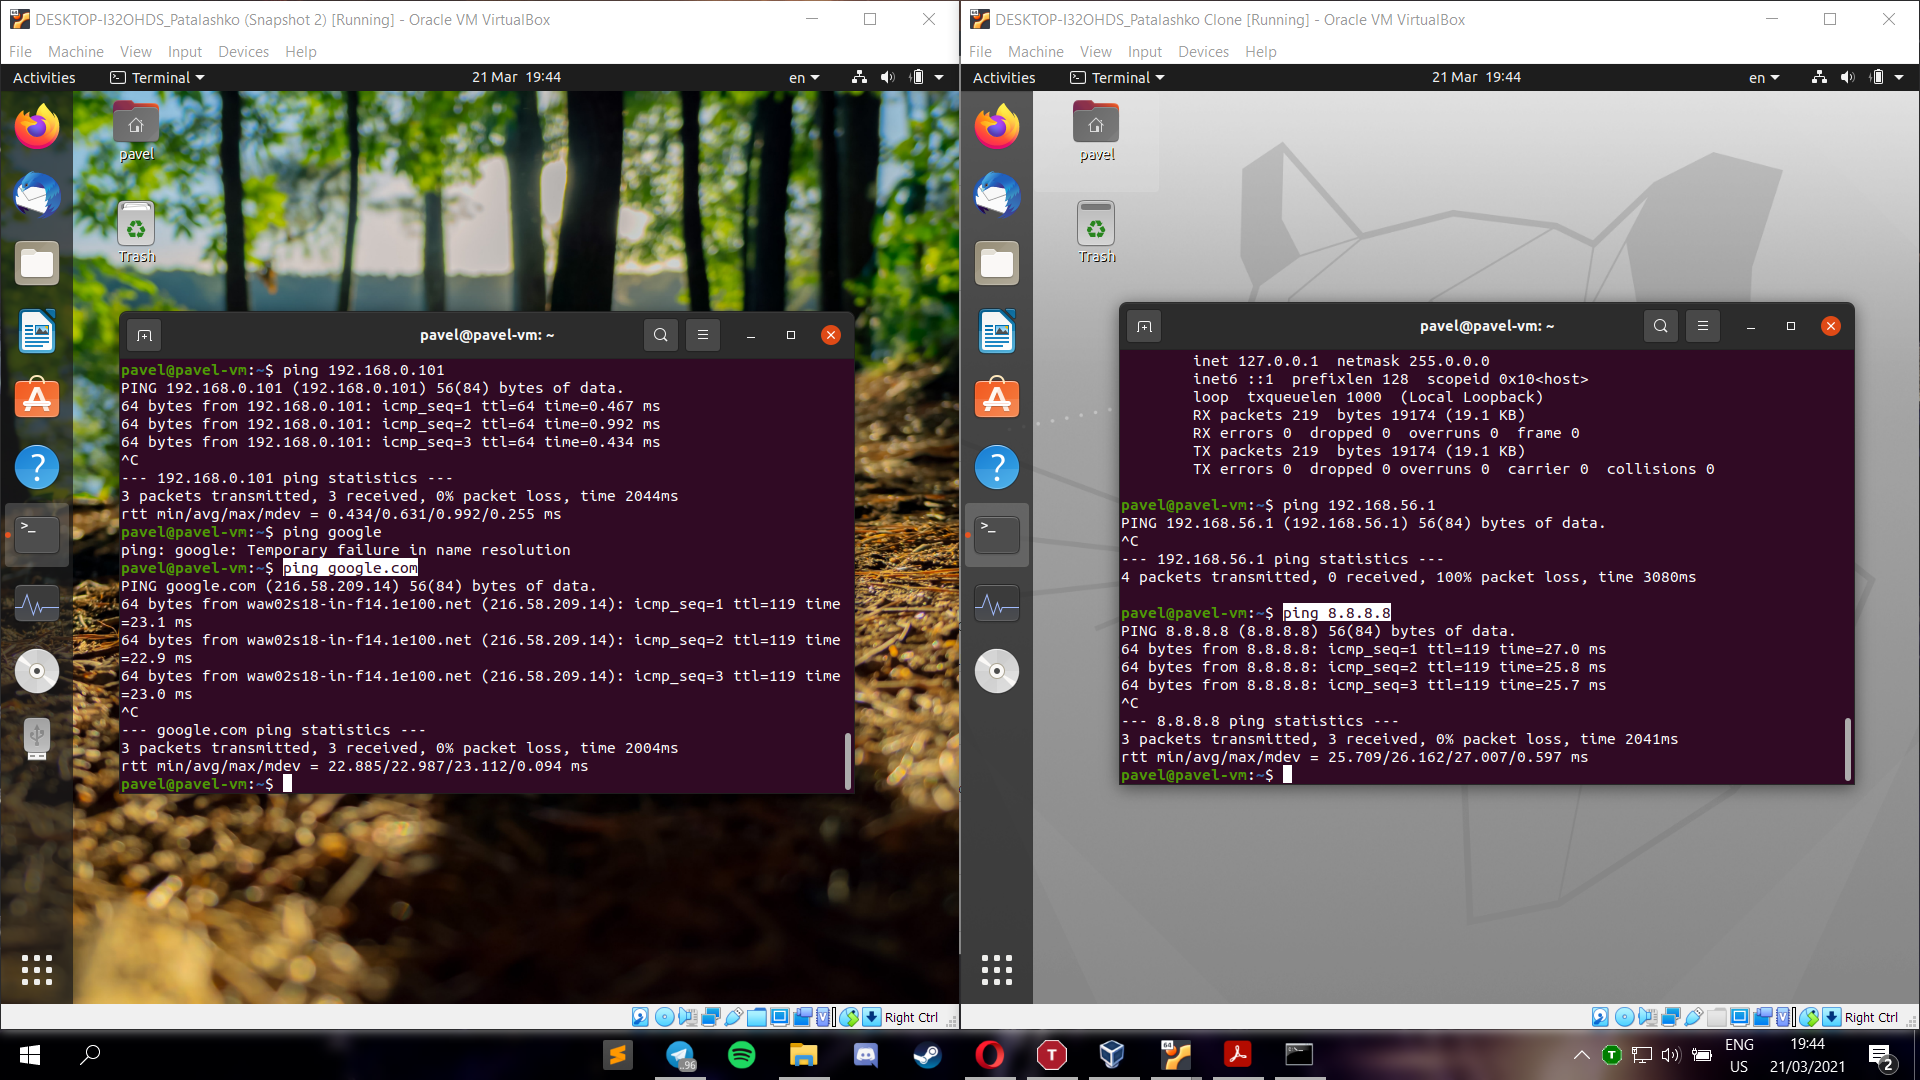 DESKTOP-I32OHDS_Patalashko (Snapshot 2) [Running] - Oracle VM VirtualBox
File Machine View Input Devices Help
Activities Terminal 21 Mar 19:44 en
pavel
Trash
pavel@pavel-vm: ~
pavel@pavel-vm:~$ ping 192.168.0.101
PING 192.168.0.101 (192.168.0.101) 56(84) bytes of data.
64 bytes from 192.168.0.101: icmp_seq=1 ttl=64 time=0.467 ms
64 bytes from 192.168.0.101: icmp_seq=2 ttl=64 time=0.992 ms
64 bytes from 192.168.0.101: icmp_seq=3 ttl=64 time=0.434 ms
^C
--- 192.168.0.101 ping statistics ---
3 packets transmitted, 3 received, 0% packet loss, time 2044ms
rtt min/avg/max/mdev = 0.434/0.631/0.992/0.255 ms
pavel@pavel-vm:~$ ping google
ping: google: Temporary failure in name resolution
pavel@pavel-vm:~$ ping google.com
PING google.com (216.58.209.14) 56(84) bytes of data.
64 bytes from waw02s18-in-f14.1e100.net (216.58.209.14): icmp_seq=1 ttl=119 time
=23.1 ms
64 bytes from waw02s18-in-f14.1e100.net (216.58.209.14): icmp_seq=2 ttl=119 time
=22.9 ms
64 bytes from waw02s18-in-f14.1e100.net (216.58.209.14): icmp_seq=3 ttl=119 time
=23.0 ms
^C
--- google.com ping statistics ---
3 packets transmitted, 3 received, 0% packet loss, time 2004ms
rtt min/avg/max/mdev = 22.885/22.987/23.112/0.094 ms
pavel@pavel-vm:~$
Right Ctrl
DESKTOP-I32OHDS_Patalashko Clone [Running] - Oracle VM VirtualBox
File Machine View Input Devices Help
Activities Terminal 21 Mar 19:44 en
pavel
Trash
pavel@pavel-vm: ~
inet 127.0.0.1 netmask 255.0.0.0
inet6 ::1 prefixlen 128 scopeid 0x10<host>
loop txqueuelen 1000 (Local Loopback)
RX packets 219 bytes 19174 (19.1 KB)
RX errors 0 dropped 0 overruns 0 frame 0
TX packets 219 bytes 19174 (19.1 KB)
TX errors 0 dropped 0 overruns 0 carrier 0 collisions 0
pavel@pavel-vm:~$ ping 192.168.56.1
PING 192.168.56.1 (192.168.56.1) 56(84) bytes of data.
^C
--- 192.168.56.1 ping statistics ---
4 packets transmitted, 0 received, 100% packet loss, time 3080ms
pavel@pavel-vm:~$ ping 8.8.8.8
PING 8.8.8.8 (8.8.8.8) 56(84) bytes of data.
64 bytes from 8.8.8.8: icmp_seq=1 ttl=119 time=27.0 ms
64 bytes from 8.8.8.8: icmp_seq=2 ttl=119 time=25.8 ms
64 bytes from 8.8.8.8: icmp_seq=3 ttl=119 time=25.7 ms
^C
--- 8.8.8.8 ping statistics ---
3 packets transmitted, 3 received, 0% packet loss, time 2041ms
rtt min/avg/max/mdev = 25.709/26.162/27.007/0.597 ms
pavel@pavel-vm:~$
Right Ctrl
ENG 19:44
US 21/03/2021 2